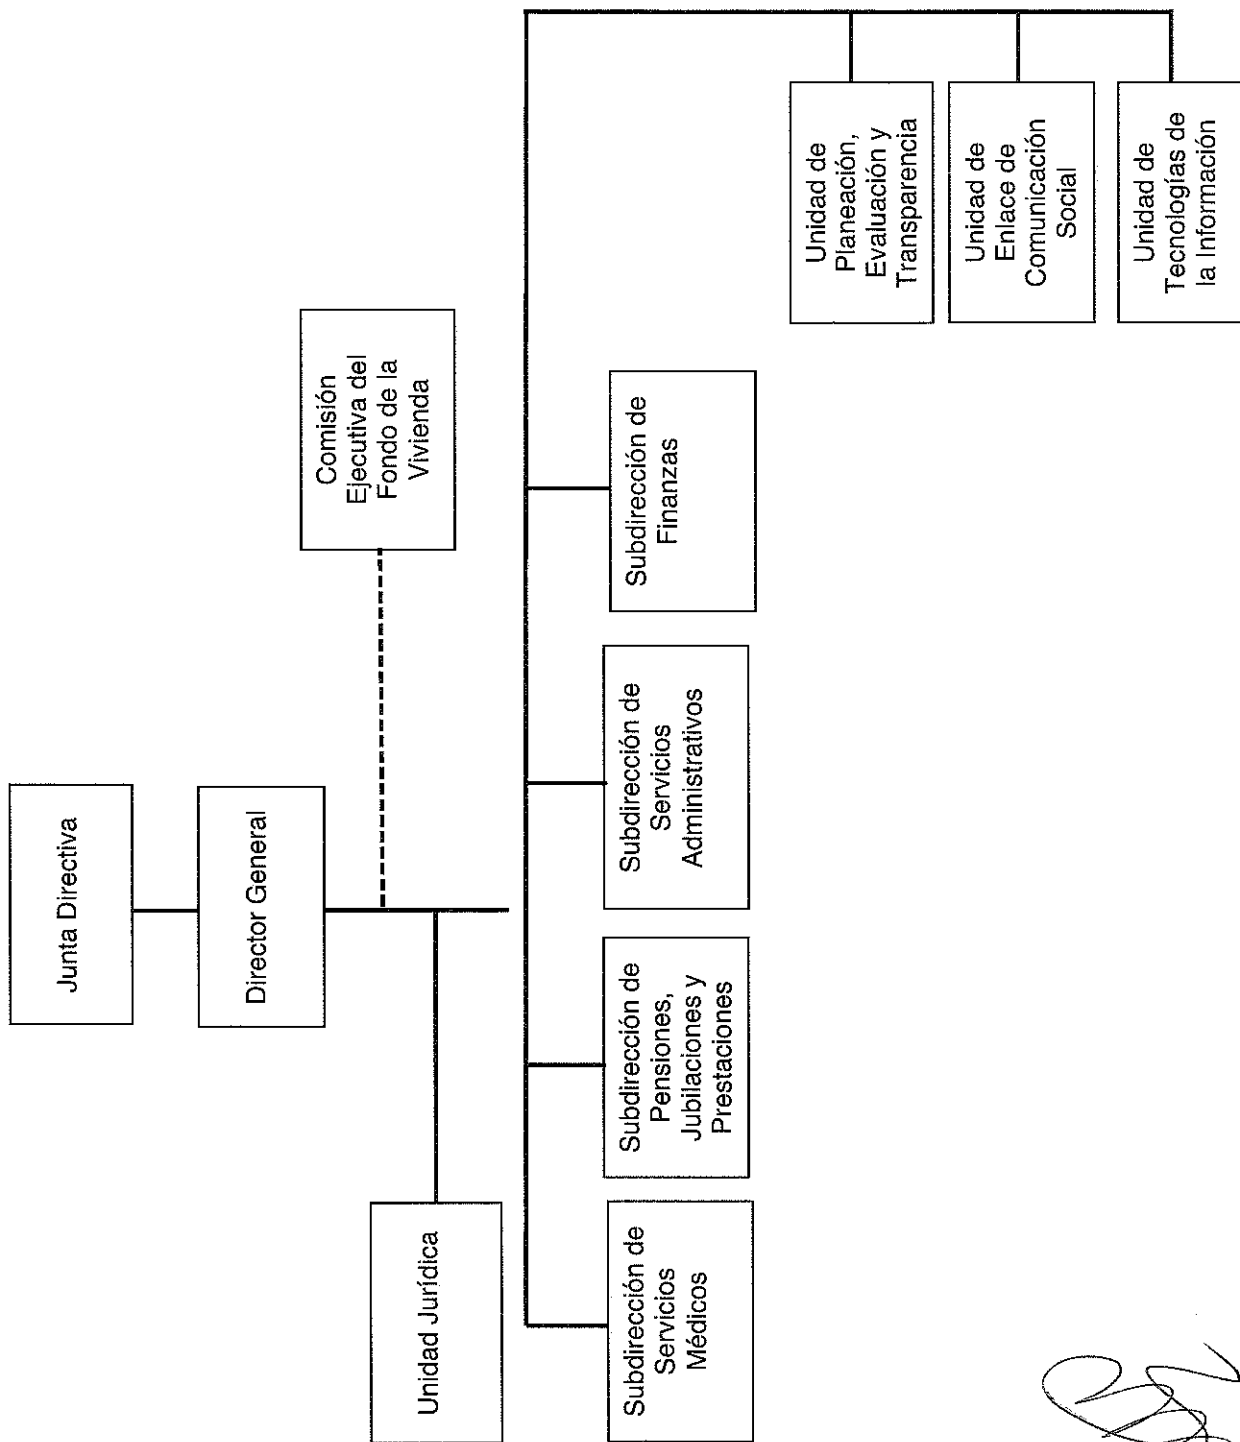 Junta Directiva
Director General
Comisión
Ejecutiva del
Fondo de la
Vivienda
Unidad Jurídica
Subdirección de
Servicios
Médicos
Subdirección de
Pensiones,
Jubilaciones y
Prestaciones
Subdirección de
Servicios
Administrativos
Subdirección de
Finanzas
Unidad de
Planeación,
Evaluación y
Transparencia
Unidad de
Enlace de
Comunicación
Social
Unidad de
Tecnologías de
la Información